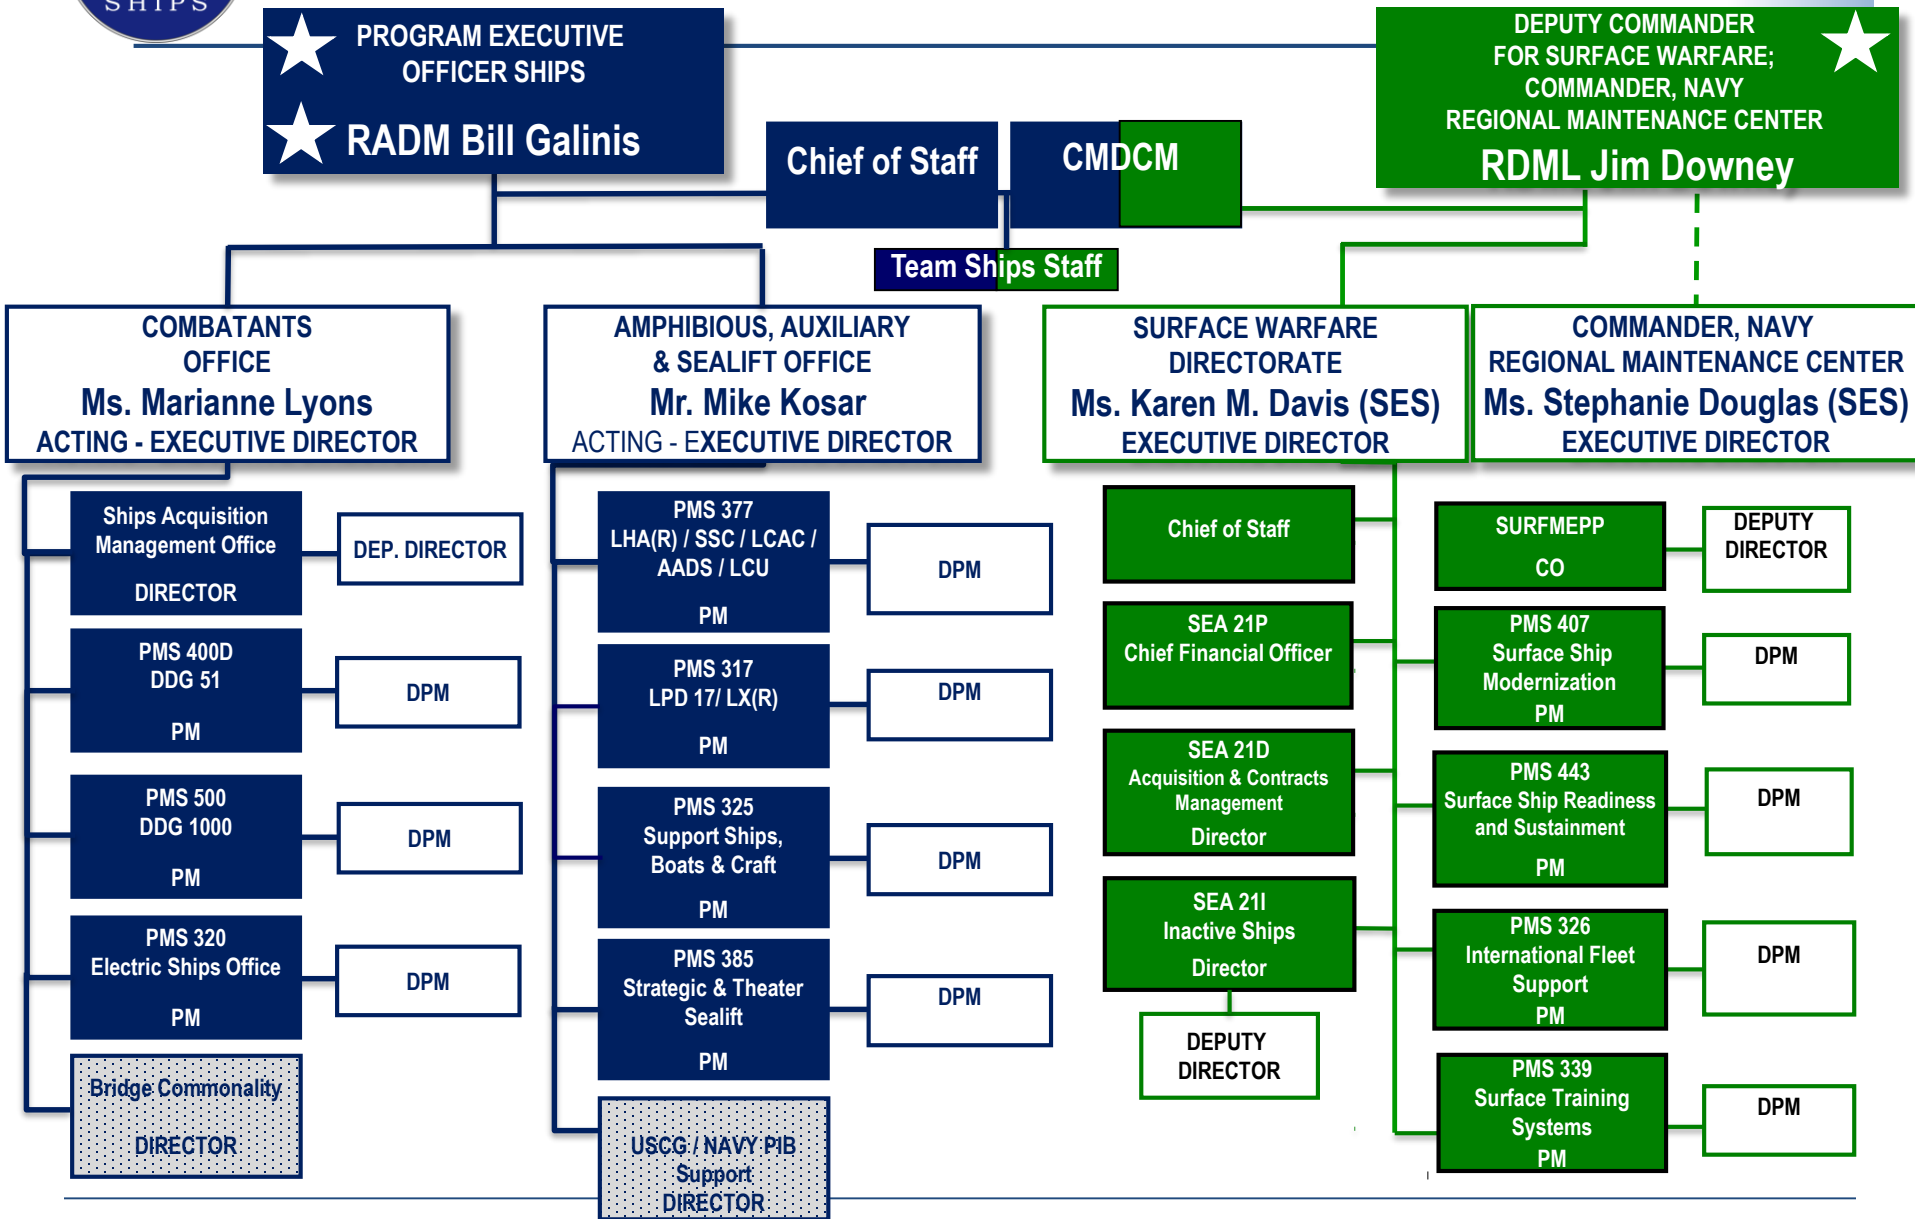 SHIPS
PROGRAM EXECUTIVE
OFFICER SHIPS
RADM Bill Galinis
Chief of Staff
CMDCM
DEPUTY COMMANDER
FOR SURFACE WARFARE;
COMMANDER, NAVY
REGIONAL MAINTENANCE CENTER
RDML Jim Downey
Team Ships Staff
COMBATANTS
OFFICE
Ms. Marianne Lyons
ACTING - EXECUTIVE DIRECTOR
AMPHIBIOUS, AUXILIARY
& SEALIFT OFFICE
Mr. Mike Kosar
ACTING - EXECUTIVE DIRECTOR
SURFACE WARFARE
DIRECTORATE
Ms. Karen M. Davis (SES)
EXECUTIVE DIRECTOR
COMMANDER, NAVY
REGIONAL MAINTENANCE CENTER
Ms. Stephanie Douglas (SES)
EXECUTIVE DIRECTOR
Ships Acquisition
Management Office
DIRECTOR
DEP. DIRECTOR
PMS 400D
DDG 51
PM
DPM
PMS 500
DDG 1000
PM
DPM
PMS 320
Electric Ships Office
PM
DPM
Bridge Commonality
DIRECTOR
PMS 377
LHA(R) / SSC / LCAC /
AADS / LCU
PM
DPM
PMS 317
LPD 17/ LX(R)
PM
DPM
PMS 325
Support Ships,
Boats & Craft
PM
DPM
PMS 385
Strategic & Theater
Sealift
PM
DPM
USCG / NAVY PIB
Support
DIRECTOR
Chief of Staff
SEA 21P
Chief Financial Officer
SEA 21D
Acquisition & Contracts
Management
Director
SEA 21I
Inactive Ships
Director
DEPUTY
DIRECTOR
SURFMEPP
CO
DEPUTY
DIRECTOR
PMS 407
Surface Ship
Modernization
PM
DPM
PMS 443
Surface Ship Readiness
and Sustainment
PM
DPM
PMS 326
International Fleet
Support
PM
DPM
PMS 339
Surface Training
Systems
PM
DPM